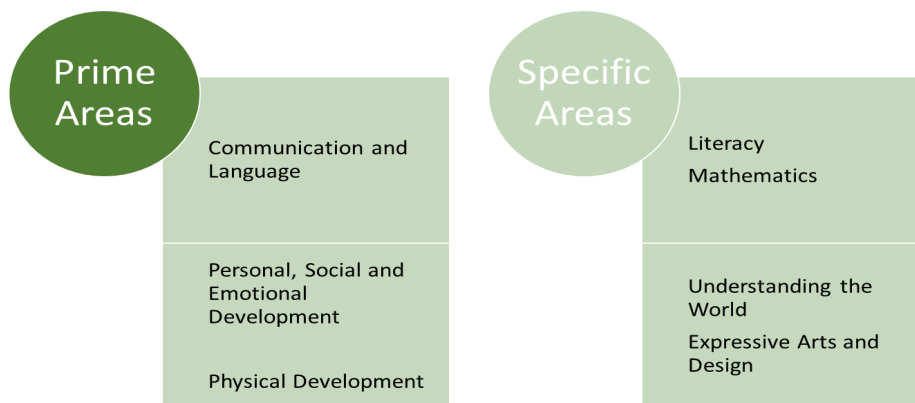 Prime
Areas
Communication and
Language
Personal, Social and
Emotional
Development
Physical Development
Specific
Areas
Literacy
Mathematics
Understanding the
World
Expressive Arts and
Design